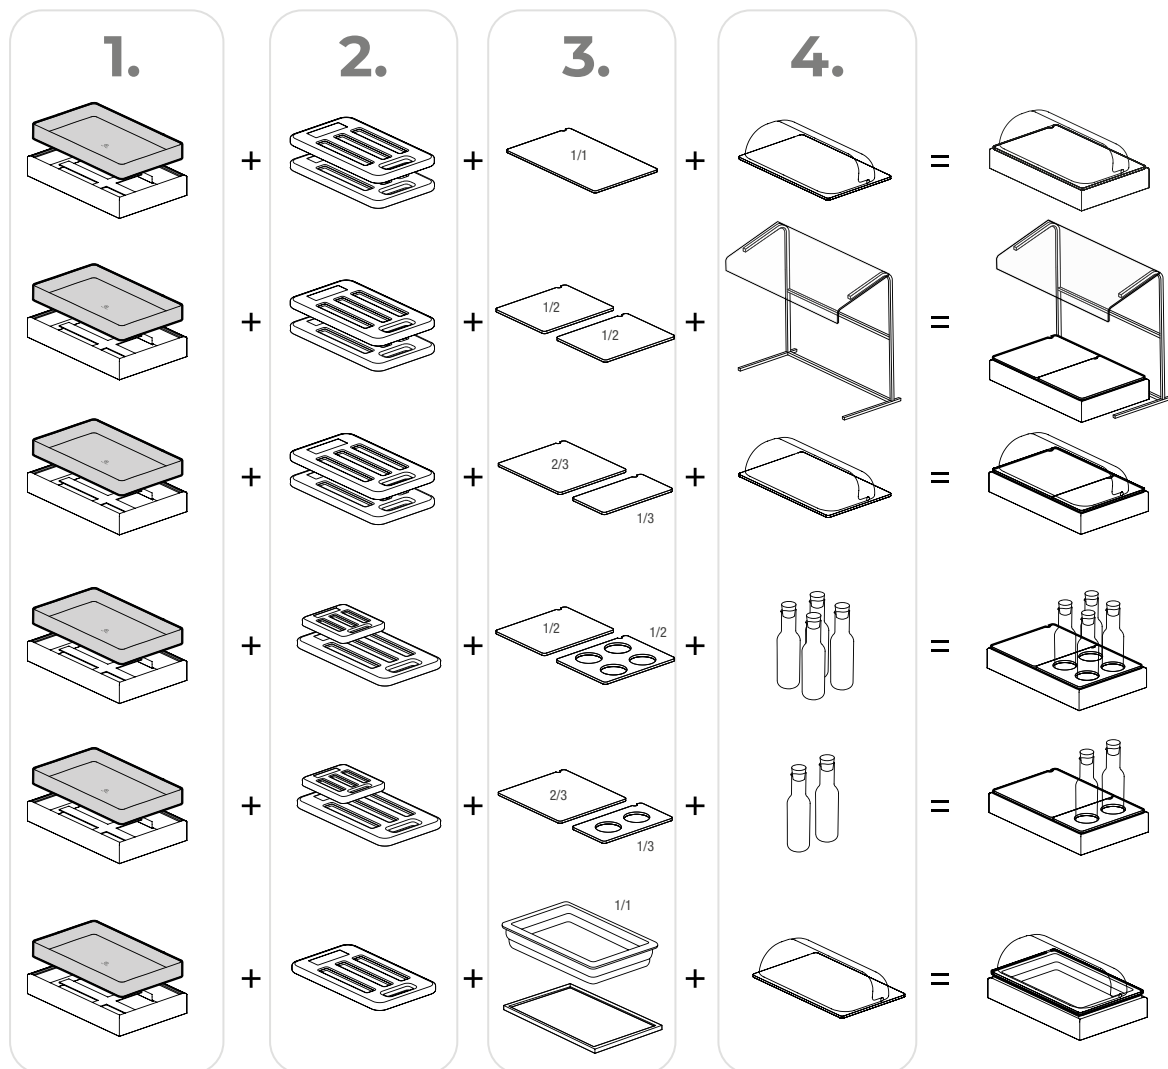 1. 2. 3. 4.
+ + 1/1 + =
+ + 1/2 1/2 + =
+ + 2/3 1/3 + =
+ + 1/2 1/2 + =
+ + 2/3 1/3 + =
+ + 1/1 + =